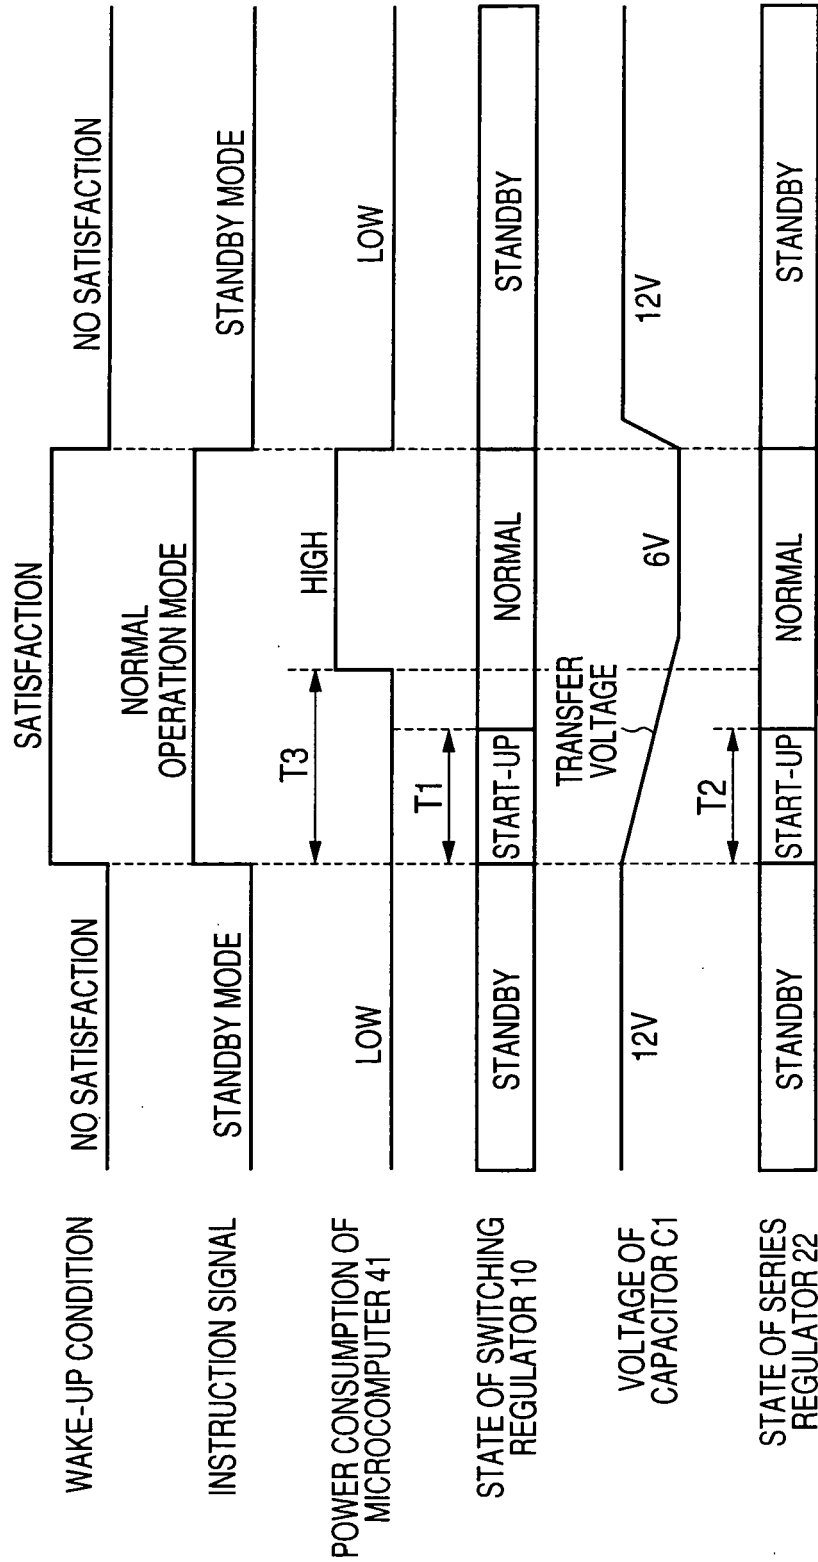 WAKE-UP CONDITION
NO SATISFACTION
SATISFACTION
NO SATISFACTION
INSTRUCTION SIGNAL
STANDBY MODE
NORMAL
OPERATION MODE
STANDBY MODE
POWER CONSUMPTION OF
MICROCOMPUTER 41
LOW
T3
HIGH
LOW
STATE OF SWITCHING
REGULATOR 10
T1
STANDBY
START-UP
NORMAL
STANDBY
VOLTAGE OF
CAPACITOR C1
12V
TRANSFER
VOLTAGE
6V
12V
STATE OF SERIES
REGULATOR 22
T2
STANDBY
START-UP
NORMAL
STANDBY